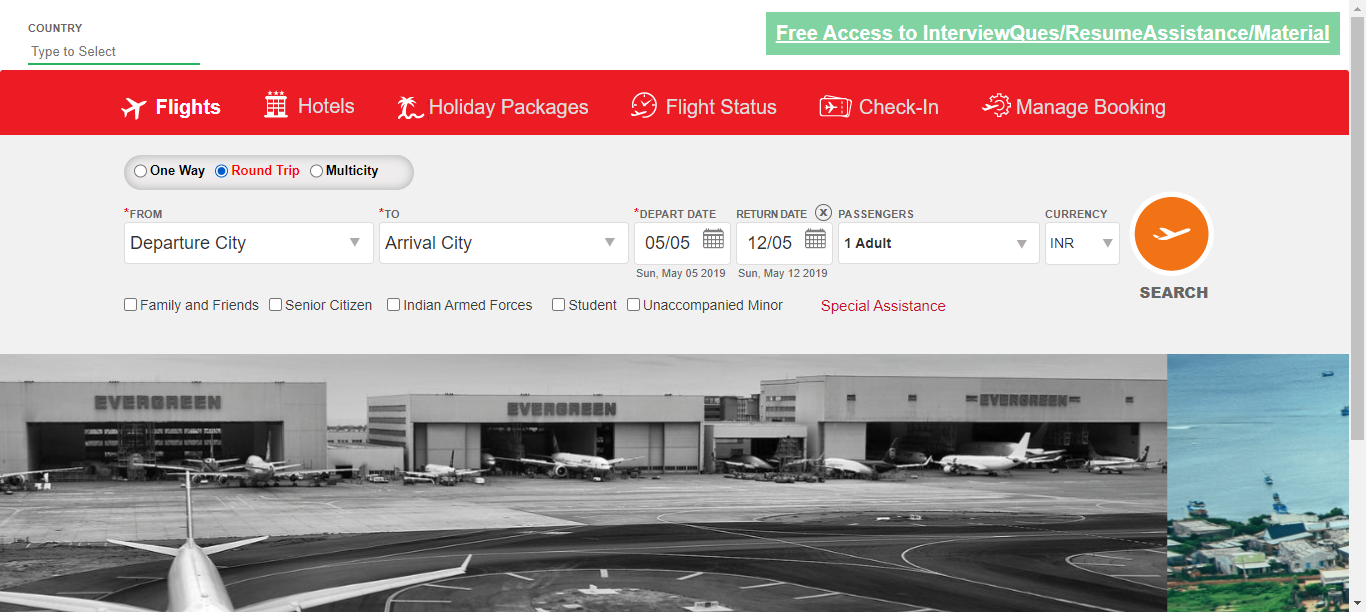 COUNTRY
Type to Select
Free Access to InterviewQues/ResumeAssistance/Material
Flights
Hotels
Holiday Packages
Flight Status
Check-In
Manage Booking
One Way
Round Trip
Multicity
*FROM
*TO
*DEPART DATE
RETURN DATE
PASSENGERS
CURRENCY
Departure City
Arrival City
05/05
12/05
1 Adult
INR
Sun, May 05 2019
Sun, May 12 2019
SEARCH
Family and Friends
Senior Citizen
Indian Armed Forces
Student
Unaccompanied Minor
Special Assistance
EVERGREEN
EVERGREEN
EVERGREEN